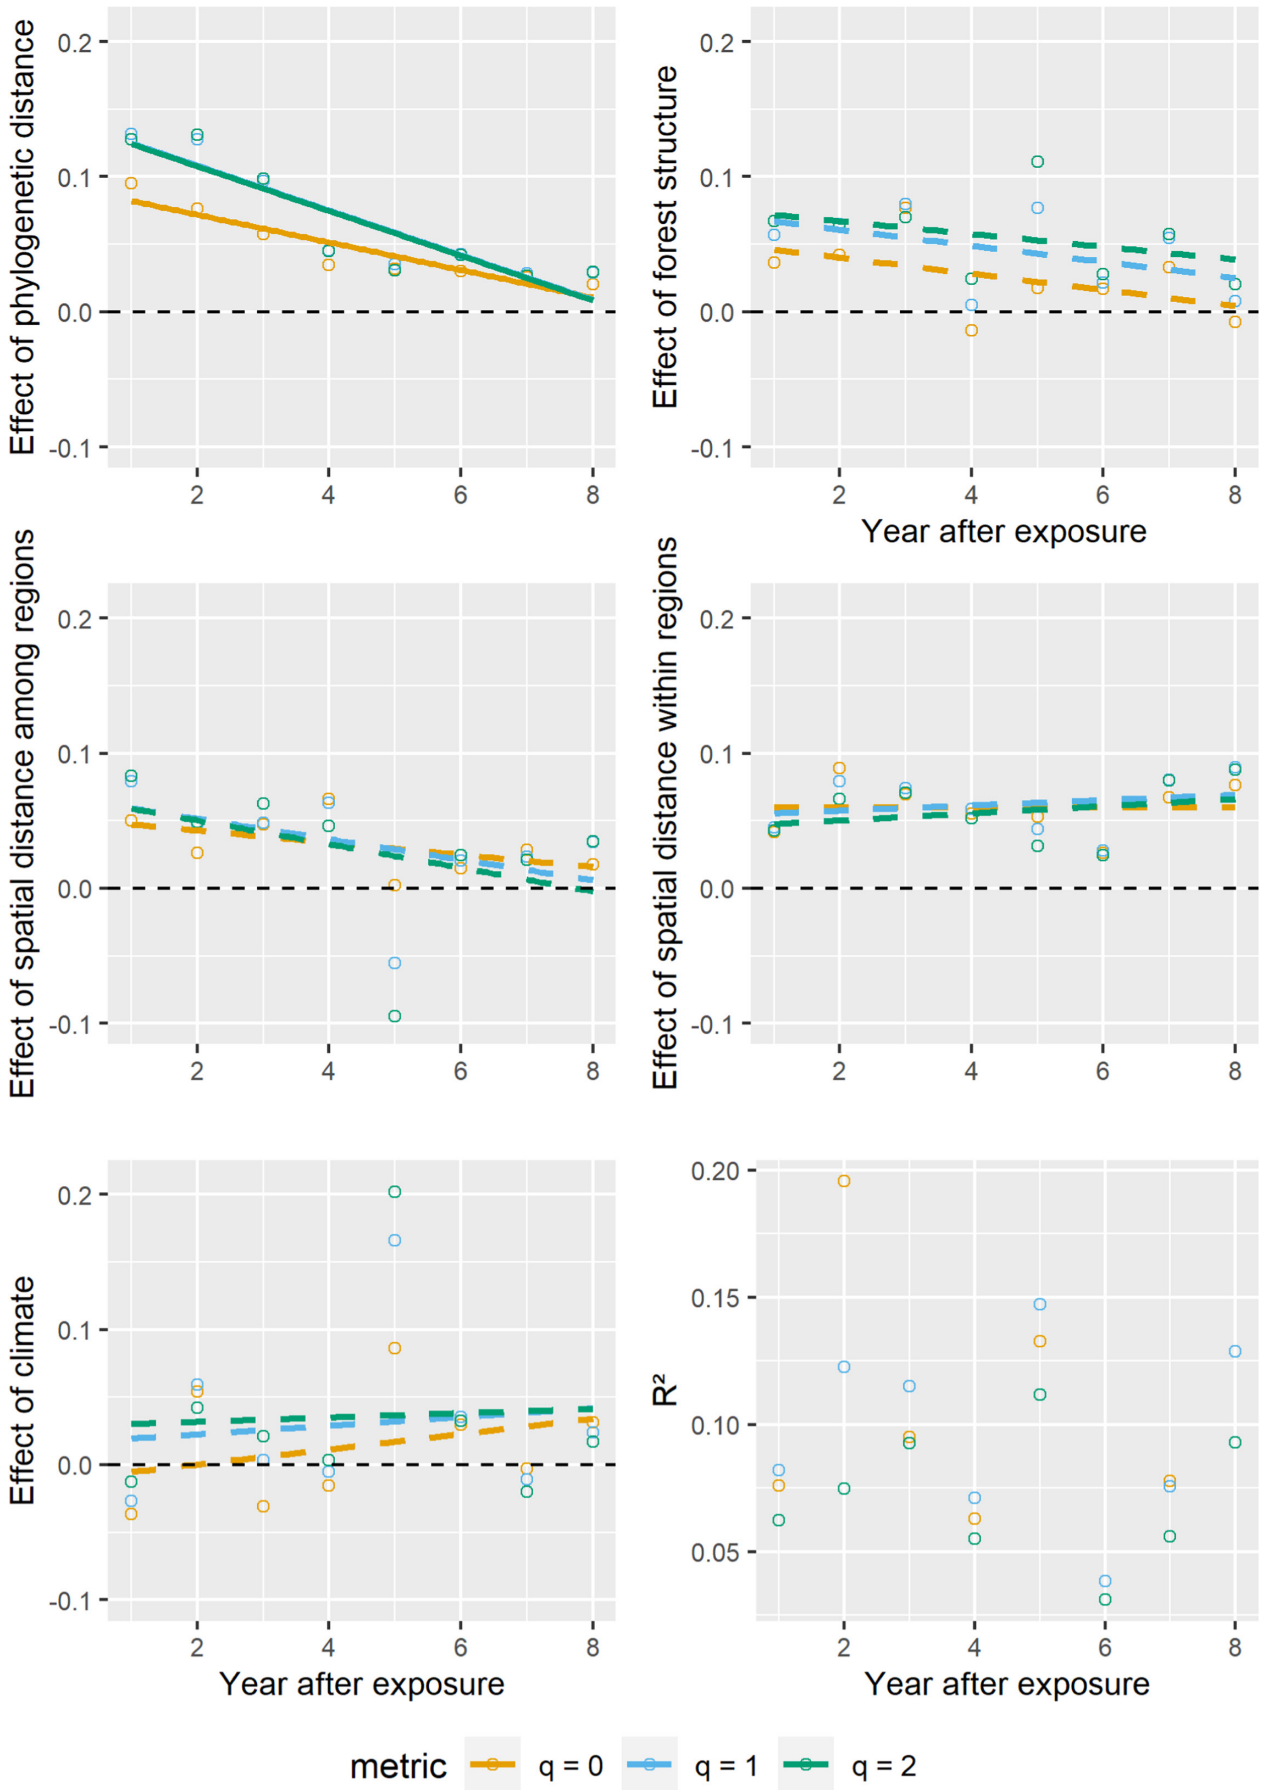 Effect of phylogenetic distance
0.2
0.1
0.0
-0.1
2 4 6 8
Effect of forest structure
0.2
0.1
0.0
-0.1
2 4 6 8
Year after exposure
Effect of spatial distance among regions
0.2
0.1
0.0
-0.1
2 4 6 8
Effect of spatial distance within regions
0.2
0.1
0.0
-0.1
2 4 6 8
Effect of climate
0.2
0.1
0.0
-0.1
2 4 6 8
Year after exposure
R²
0.20
0.15
0.10
0.05
2 4 6 8
Year after exposure
metric q = 0 q = 1 q = 2